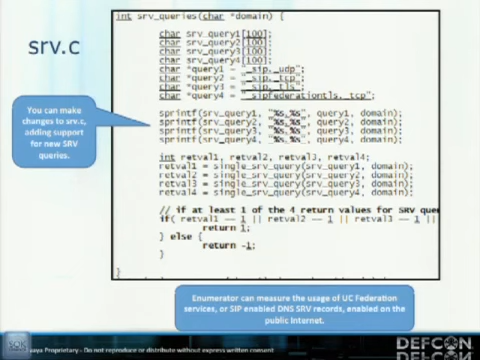 srv.c
You can make
changes to srv.c,
adding support
for new SRV
queries.
int srv_queries(char *domain) {
char srv_query1[100];
char srv_query2[100];
char srv_query3[100];
char srv_query4[100];
char *query1 = "_sip._udp";
char *query2 = "_sip._tcp";
char *query3 = "_sip._tls";
char *query4 = "_sipfederationtls._tcp";
sprintf(srv_query1, "%s.%s", query1, domain);
sprintf(srv_query2, "%s.%s", query2, domain);
sprintf(srv_query3, "%s.%s", query3, domain);
sprintf(srv_query4, "%s.%s", query4, domain);
int retval1, retval2, retval3, retval4;
retval1 = single_srv_query(srv_query1, domain);
retval2 = single_srv_query(srv_query2, domain);
retval3 = single_srv_query(srv_query3, domain);
retval4 = single_srv_query(srv_query4, domain);
// if at least 1 of the 4 return values for SRV que
if( retval1 == 1 || retval2 == 1 || retval3 == 1 ||
return 1;
} else {
return -1;
}
}
Enumerator can measure the usage of UC Federation
services, or SIP enabled DNS SRV records, enabled on the
public Internet.
Proprietary - Do not reproduce or distribute without express written consent
DEFCON